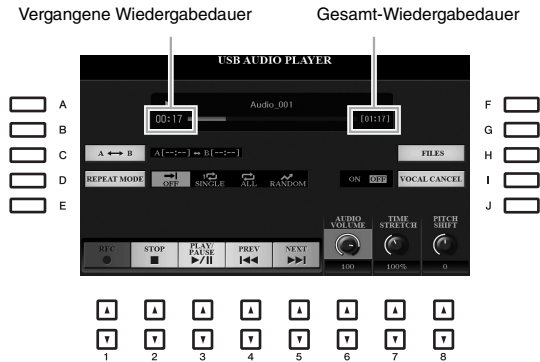 Vergangene Wiedergabedauer
Gesamt-Wiedergabedauer
USB AUDIO PLAYER
Audio_001
00:17
[01:17]
A
B
C
D
E
F
G
H
I
J
A ↔ B
A[--:--] ↔ B[--:--]
FILES
REPEAT MODE
OFF
1 SINGLE
ALL
RANDOM
ON OFF
VOCAL CANCEL
AUDIO VOLUME
TIME STRETCH
PITCH SHIFT
100
100%
0
REC
STOP
PLAY/
PAUSE
PREV
NEXT
1 2 3 4 5 6 7 8